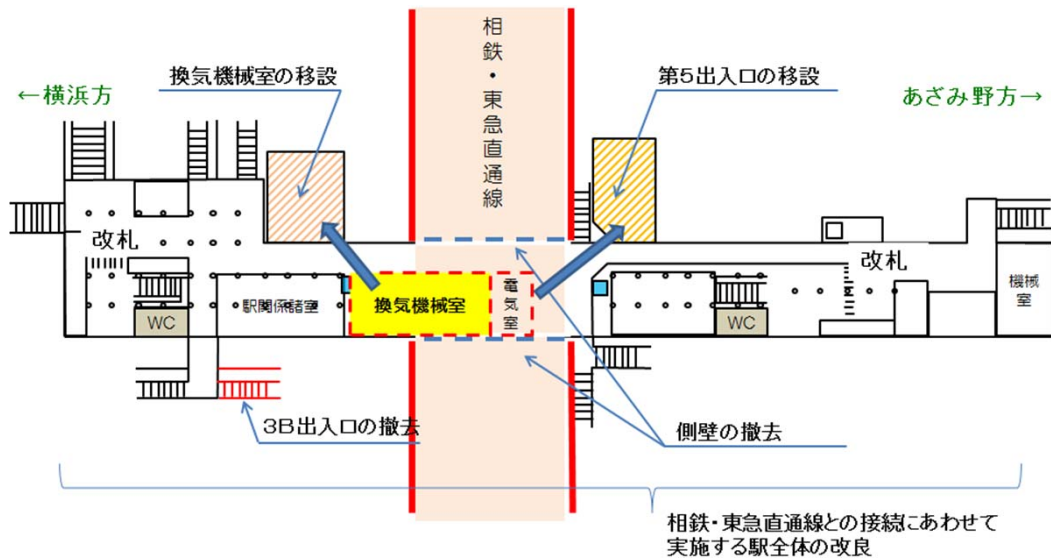 相鉄・東急直通線
換気機械室の移設
第5出入口の移設
←横浜方
あざみ野方→
改札
改札
駅関係諸室
換気機械室
電気室
機械室
WC
WC
3B出入口の撤去
側壁の撤去
相鉄・東急直通線との接続にあわせて
実施する駅全体の改良